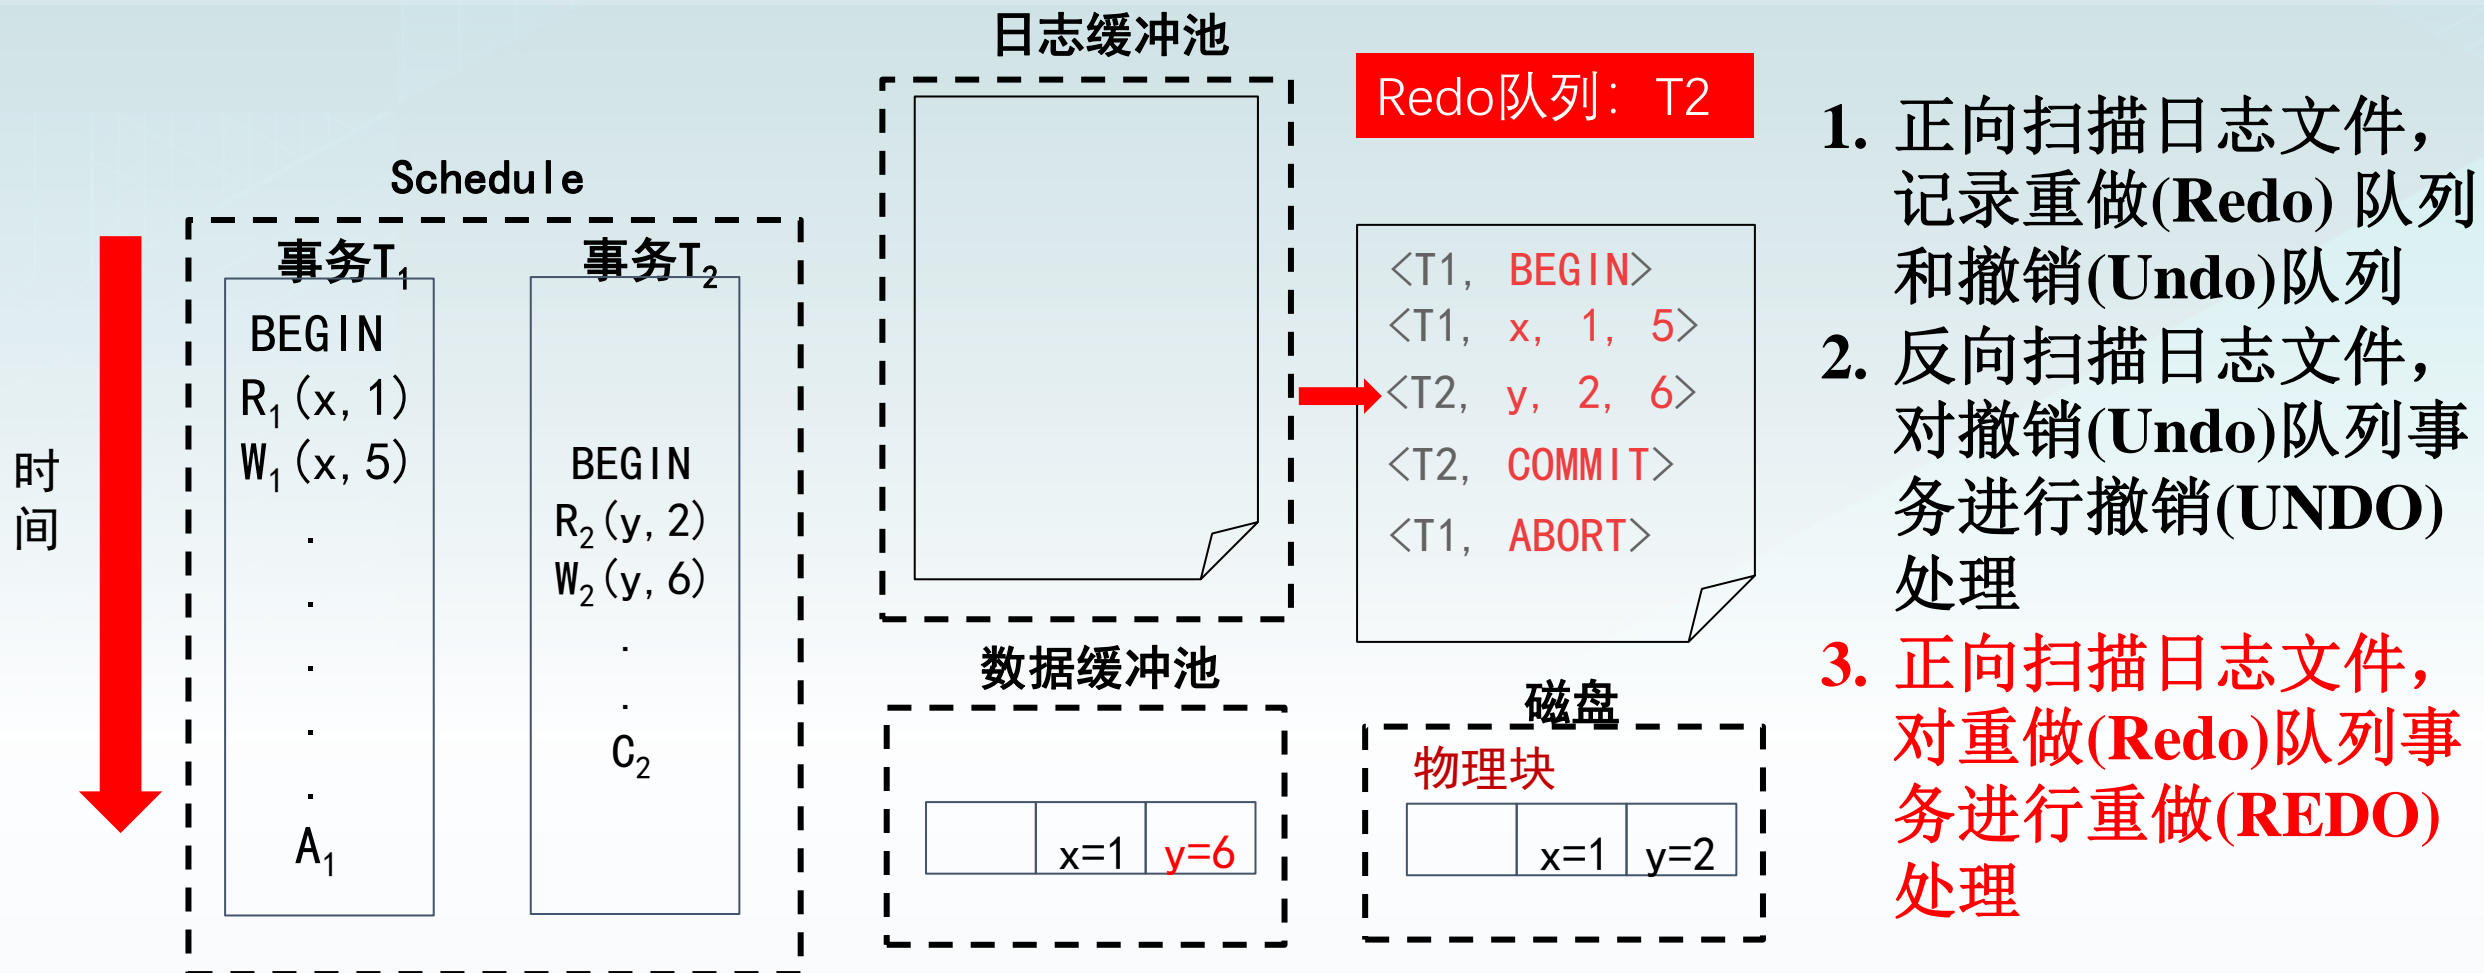 时
间
Schedule
事务T₁
BEGIN
R₁(x,1)
W₁(x,5)
.
.
.
.
.
A₁
事务T₂
BEGIN
R₂(y,2)
W₂(y,6)
.
.
C₂
日志缓冲池
数据缓冲池
x=1 y=6
Redo队列: T2
<T1, BEGIN>
<T1, x, 1, 5>
<T2, y, 2, 6>
<T2, COMMIT>
<T1, ABORT>
磁盘
物理块
x=1 y=2
1. 正向扫描日志文件，
记录重做(Redo) 队列
和撤销(Undo)队列
2. 反向扫描日志文件，
对撤销(Undo)队列事
务进行撤销(UNDO)
处理
3. 正向扫描日志文件，
对重做(Redo)队列事
务进行重做(REDO)
处理